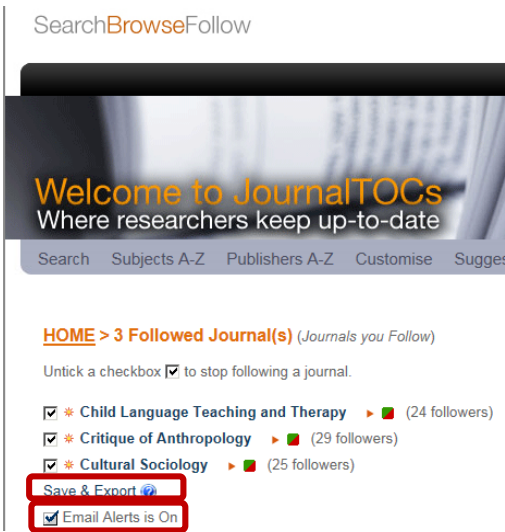 SearchBrowseFollow
Welcome to JournalTOCs
Where researchers keep up-to-date
Search Subjects A-Z Publishers A-Z Customise Sugges
HOME > 3 Followed Journal(s) (Journals you Follow)
Untick a checkbox to stop following a journal.
Child Language Teaching and Therapy (24 followers)
Critique of Anthropology (29 followers)
Cultural Sociology (25 followers)
Save & Export ?
Email Alerts is On